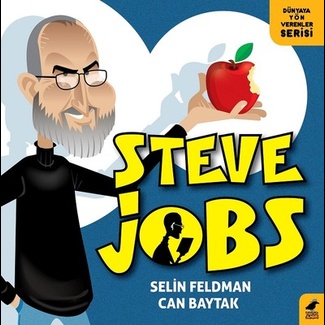 DÜNYAYA
YÖN
VERENLER
SERİSİ
STEVE
JOBS
SELİN FELDMAN
CAN BAYTAK